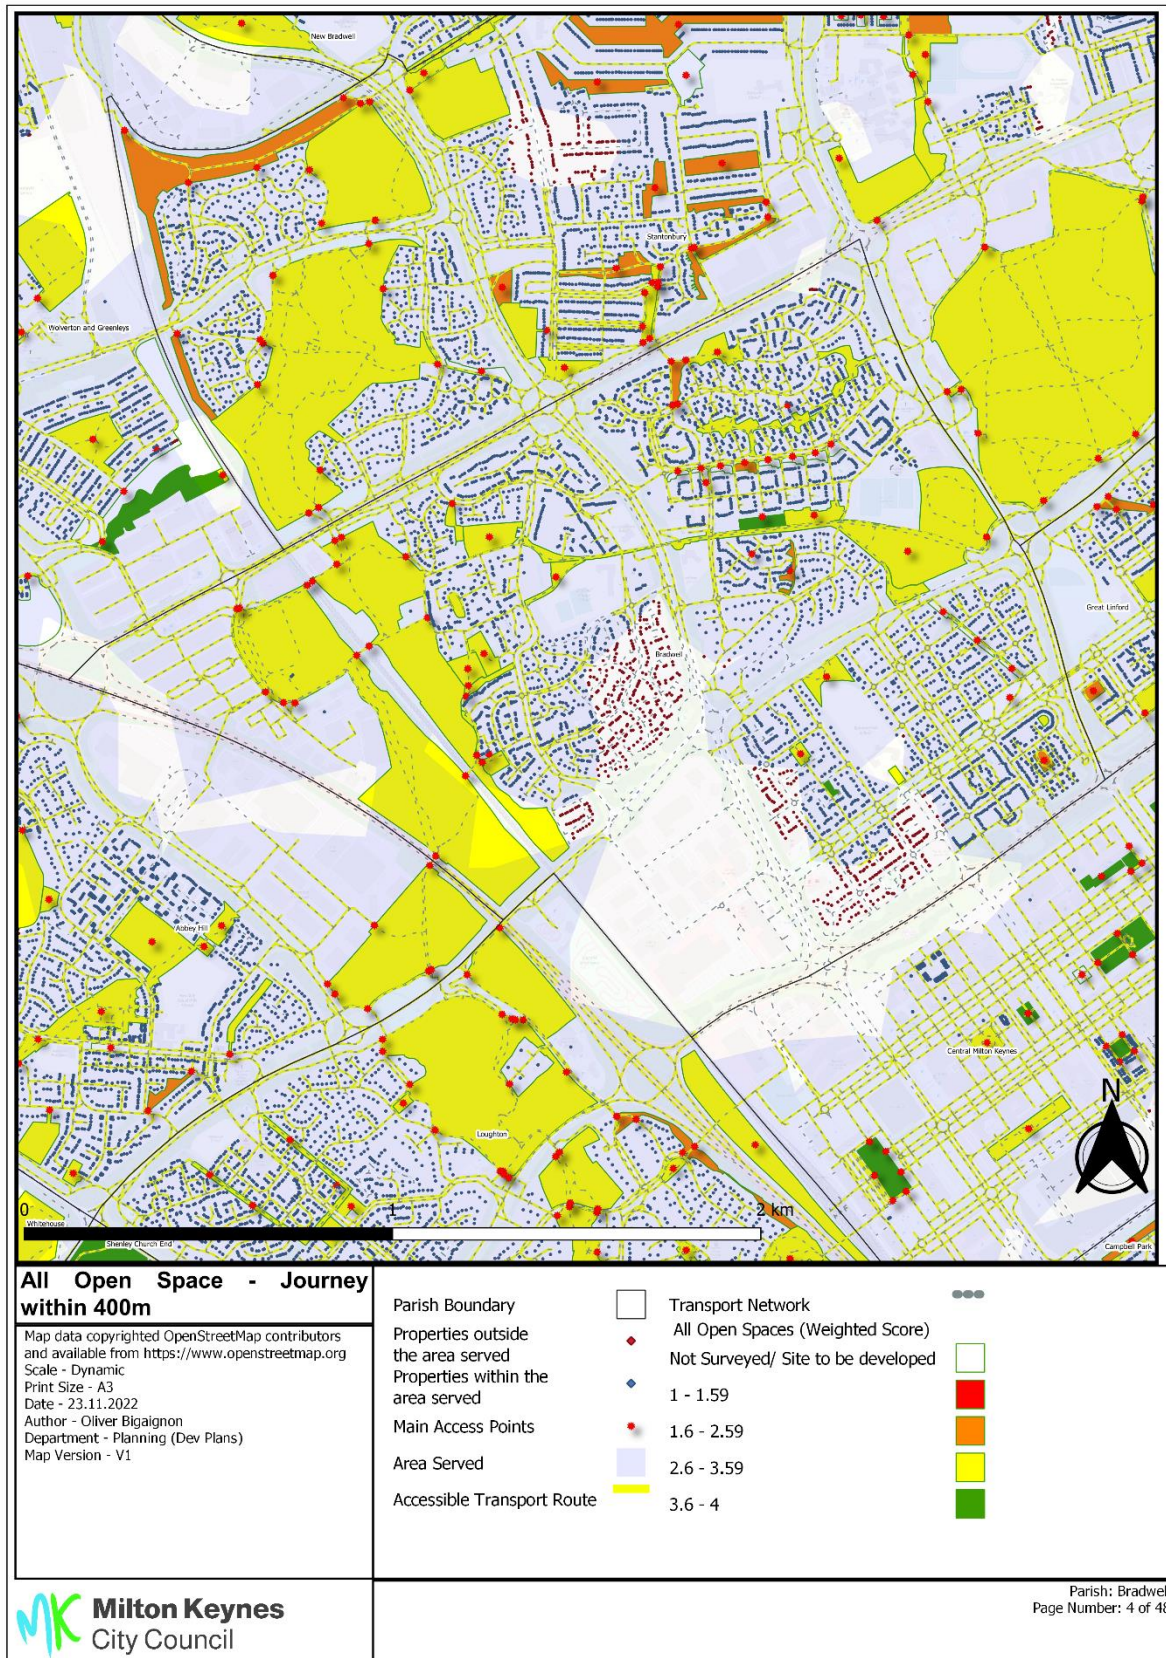 New Bradwell
Stantonbury
Wolverton and Greenleys
Great Linford
Bradwell
Abbey Hill
Central Milton Keynes
Loughton
N
0
1
2 km
Whitehouse
Shenley Church End
Campbell Park
All Open Space - Journey
within 400m
Map data copyrighted OpenStreetMap contributors
and available from https://www.openstreetmap.org
Scale - Dynamic
Print Size - A3
Date - 23.11.2022
Author - Oliver Bigaignon
Department - Planning (Dev Plans)
Map Version - V1
Parish Boundary
Properties outside
the area served
Properties within the
area served
Main Access Points
Area Served
Accessible Transport Route
Transport Network
All Open Spaces (Weighted Score)
Not Surveyed/ Site to be developed
1 - 1.59
1.6 - 2.59
2.6 - 3.59
3.6 - 4
MK Milton Keynes
City Council
Parish: Bradwel
Page Number: 4 of 48